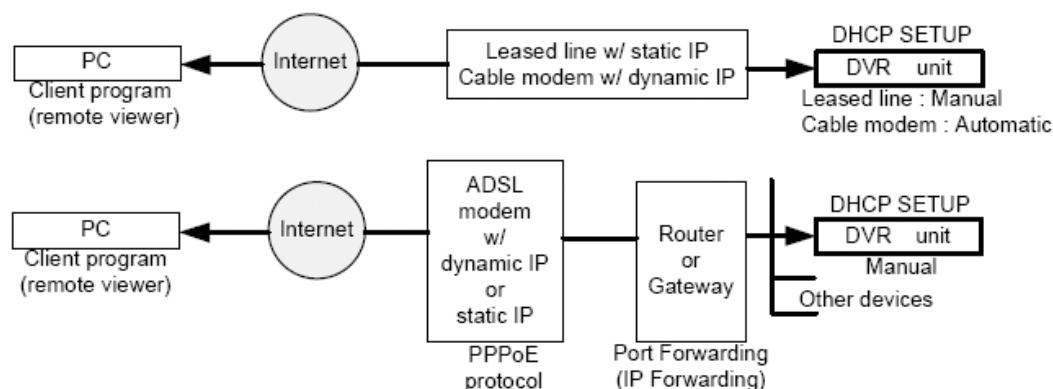 PC
Client program
(remote viewer)
Internet
Leased line w/ static IP
Cable modem w/ dynamic IP
DHCP SETUP
DVR unit
Leased line : Manual
Cable modem : Automatic
PC
Client program
(remote viewer)
Internet
ADSL
modem
w/
dynamic IP
or
static IP
PPPoE
protocol
Router
or
Gateway
Port Forwarding
(IP Forwarding)
DHCP SETUP
DVR unit
Manual
Other devices